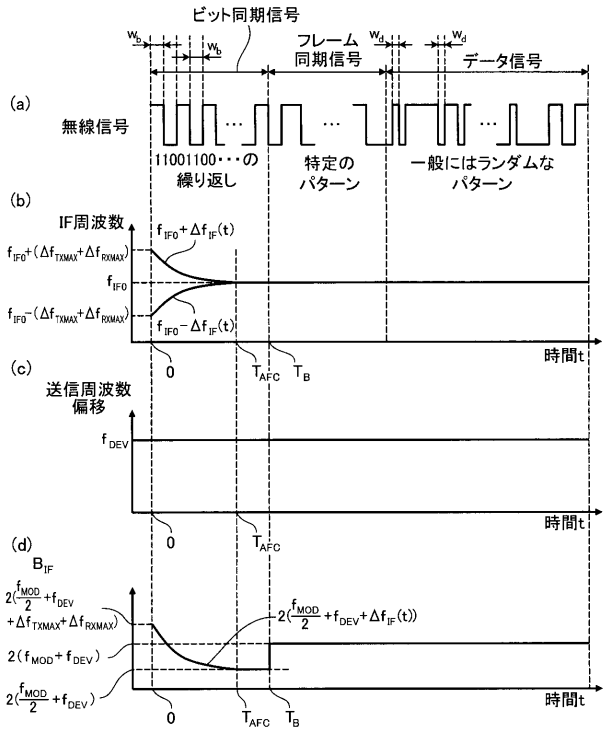 ビット同期信号
w_b
w_b
フレーム
同期信号
w_d
w_d
データ信号
(a)
無線信号
11001100・・・の
繰り返し
特定の
パターン
一般にはランダムな
パターン
(b)
IF周波数
f_IF0+(Δf_TXMAX+Δf_RXMAX)
f_IF0+Δf_IF(t)
f_IF0
f_IF0-(Δf_TXMAX+Δf_RXMAX)
f_IF0-Δf_IF(t)
0
T_AFC
T_B
時間t
(c)
送信周波数
偏移
f_DEV
0
T_AFC
時間t
(d)
B_IF
2(f_MOD/2+f_DEV
+Δf_TXMAX+Δf_RXMAX)
2(f_MOD/2+f_DEV+Δf_IF(t))
2(f_MOD+f_DEV)
2(f_MOD/2+f_DEV)
0
T_AFC
T_B
時間t